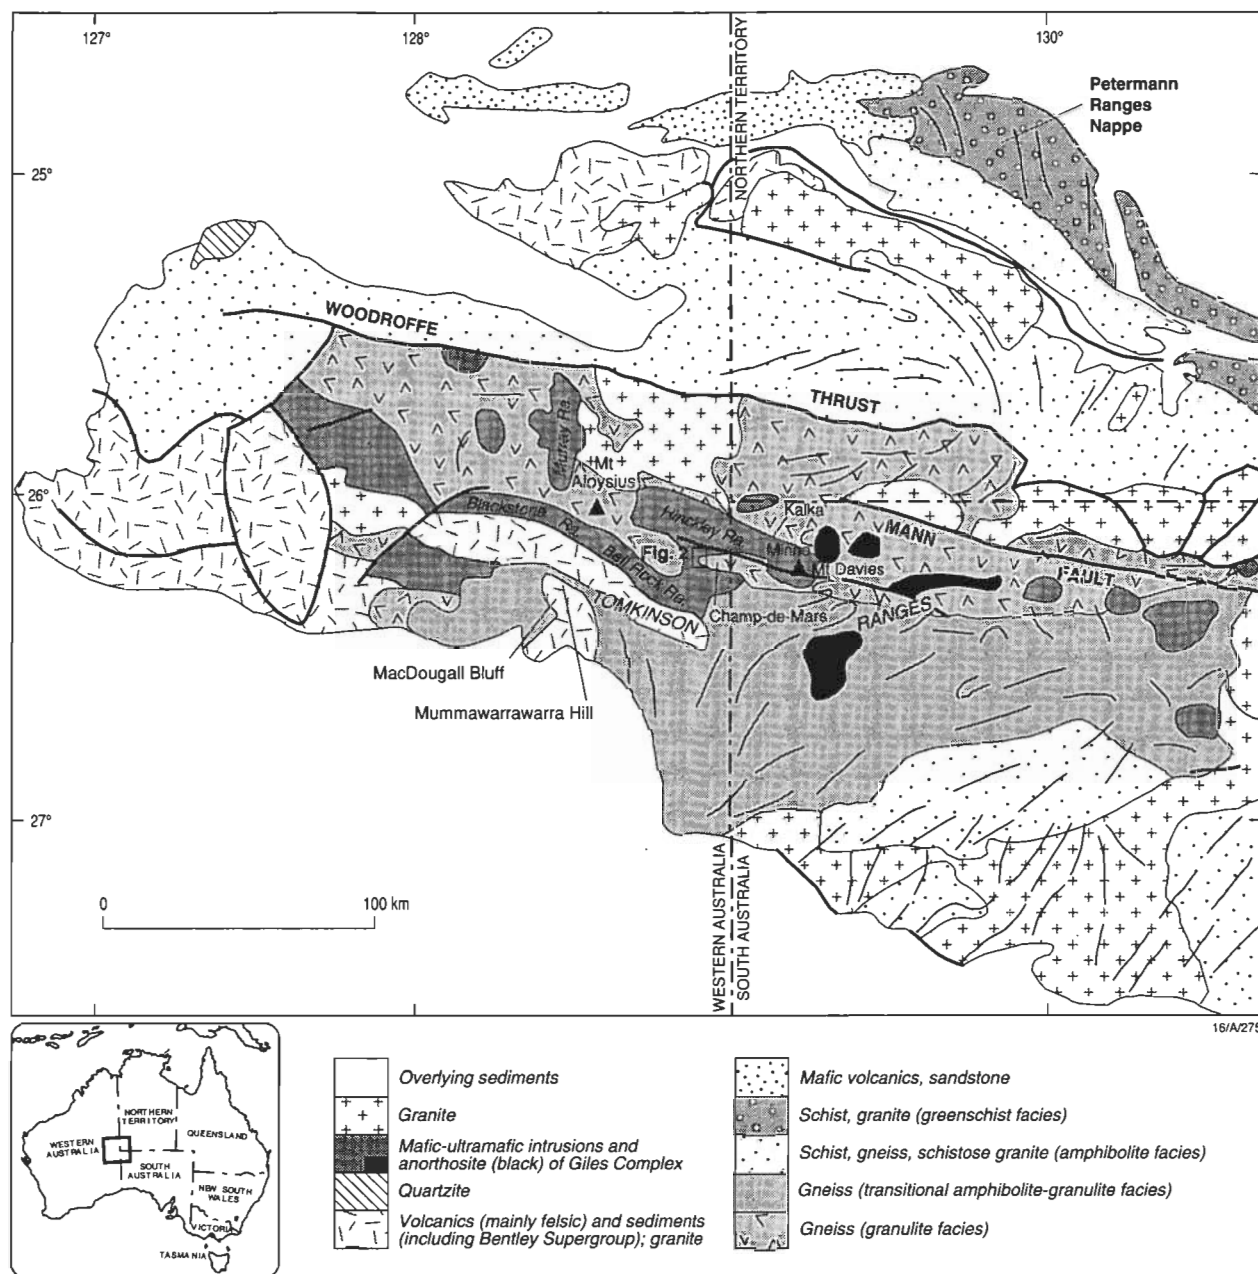 127°
128°
130°
NORTHERN TERRITORY
Petermann
Ranges
Nappe
25°
WOODROFFE
THRUST
Murray Ra.
Mt
Aloysius
26°
Blackstone Ra.
Hinckley Ra.
Kalka
MANN
Minno
Fig. 2
Mt Davies
FAULT
Bell Rock Ra.
TOMKINSON
RANGES
Champ-de-Mars
MacDougall Bluff
Mummawarrawarra Hill
27°
WESTERN AUSTRALIA
SOUTH AUSTRALIA
0
100 km
16/A/275
NORTHERN
TERRITORY
QUEENSLAND
WESTERN
AUSTRALIA
SOUTH
AUSTRALIA
NEW SOUTH
WALES
VICTORIA
TASMANIA
Overlying sediments
Granite
Mafic-ultramafic intrusions and
anorthosite (black) of Giles Complex
Quartzite
Volcanics (mainly felsic) and sediments
(including Bentley Supergroup); granite
Mafic volcanics, sandstone
Schist, granite (greenschist facies)
Schist, gneiss, schistose granite (amphibolite facies)
Gneiss (transitional amphibolite-granulite facies)
Gneiss (granulite facies)